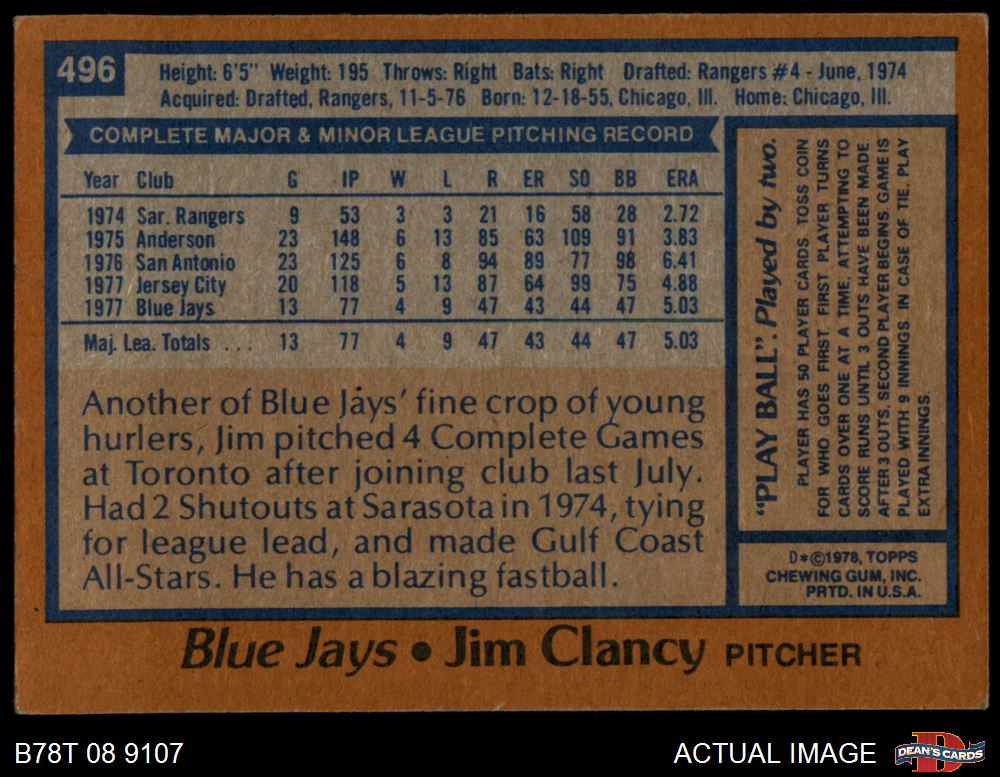 496
Height: 6'5" Weight: 195 Throws: Right Bats: Right Drafted: Rangers #4 - June, 1974
Acquired: Drafted, Rangers, 11-5-76 Born: 12-18-55, Chicago, Ill. Home: Chicago, Ill.
COMPLETE MAJOR & MINOR LEAGUE PITCHING RECORD
Year Club G IP W L R ER SO BB ERA
1974 Sar. Rangers 9 53 3 3 21 16 58 28 2.72
1975 Anderson 23 148 6 13 85 63 109 91 3.83
1976 San Antonio 23 125 6 8 94 89 77 98 6.41
1977 Jersey City 20 118 5 13 87 64 99 75 4.88
1977 Blue Jays 13 77 4 9 47 43 44 47 5.03
Maj. Lea. Totals ... 13 77 4 9 47 43 44 47 5.03
Another of Blue Jays' fine crop of young
hurlers, Jim pitched 4 Complete Games
at Toronto after joining club last July.
Had 2 Shutouts at Sarasota in 1974, tying
for league lead, and made Gulf Coast
All-Stars. He has a blazing fastball.
"PLAY BALL". Played by two.
PLAYER HAS 50 PLAYER CARDS. TOSS COIN
FOR WHO GOES FIRST. FIRST PLAYER TURNS
CARDS OVER ONE AT A TIME, ATTEMPTING TO
SCORE RUNS UNTIL 3 OUTS HAVE BEEN MADE.
AFTER 3 OUTS, SECOND PLAYER BEGINS. GAME IS
PLAYED WITH 9 INNINGS. IN CASE OF TIE, PLAY
EXTRA INNINGS.
D*©1978, TOPPS
CHEWING GUM, INC.
PRTD. IN U.S.A.
Blue Jays • Jim Clancy PITCHER
B78T 08 9107
ACTUAL IMAGE
DEAN'S CARDS